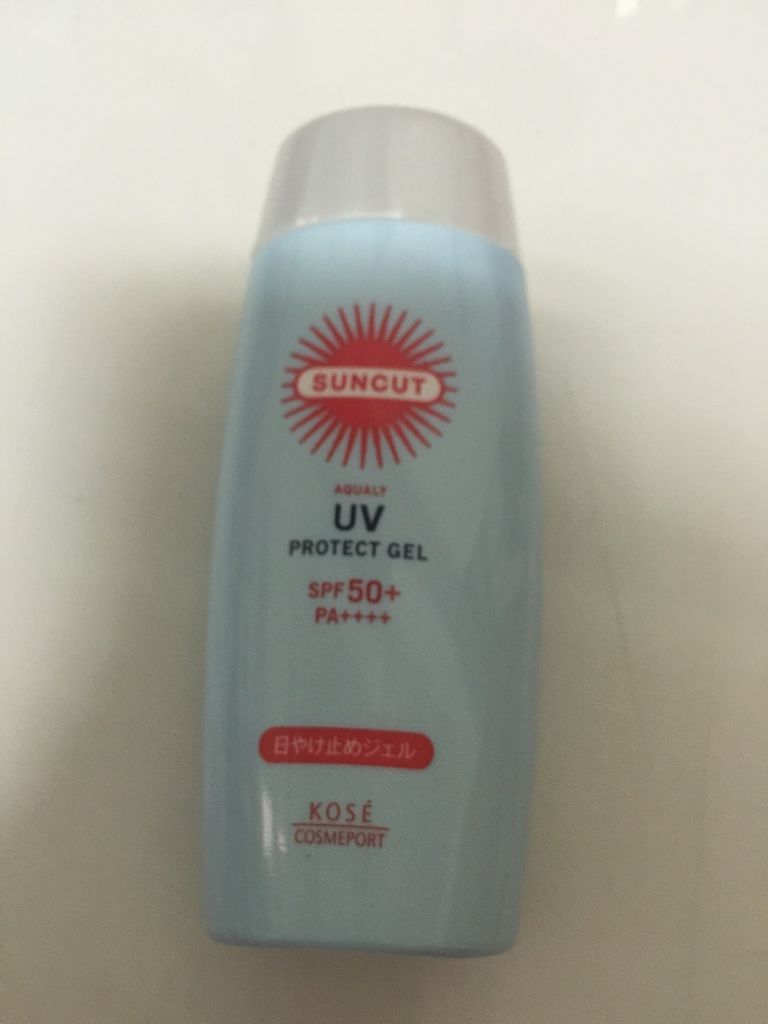 SUNCUT
AQUALY
UV
PROTECT GEL
SPF50+
PA++++
日やけ止めジェル
KOSÉ
COSMEPORT